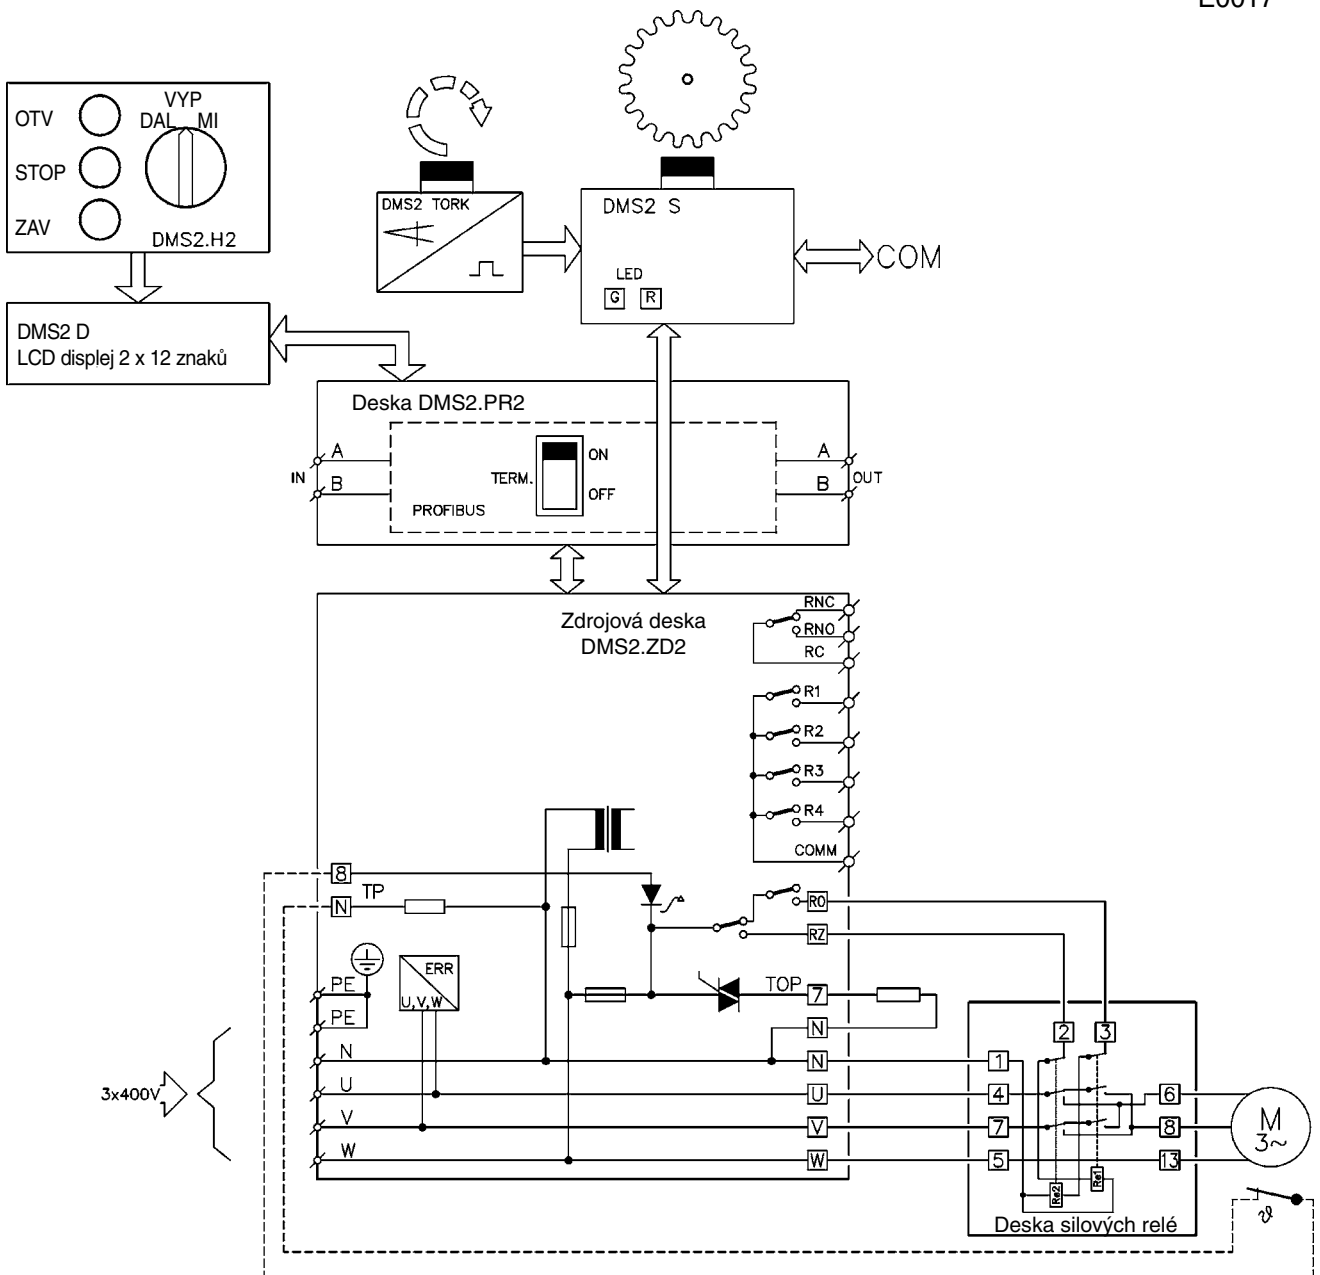 VYP
OTV
DAL MI
STOP
ZAV
DMS2.H2
DMS2 TORK
DMS2 S
LED
G R
COM
DMS2 D
LCD displej 2 x 12 znaků
Deska DMS2.PR2
A
IN
B
TERM.
ON
OFF
PROFIBUS
A
OUT
B
Zdrojová deska
DMS2.ZD2
RNC
RNO
RC
R1
R2
R3
R4
COMM
8
TP
N
RO
RZ
PE
ERR
U,V,W
TOP 7
PE
N
N
N
1
2
3
U
U
4
6
V
V
7
8
W
W
5
13
3x400V
M
3~
Re2
Re1
ϑ
Deska silových relé